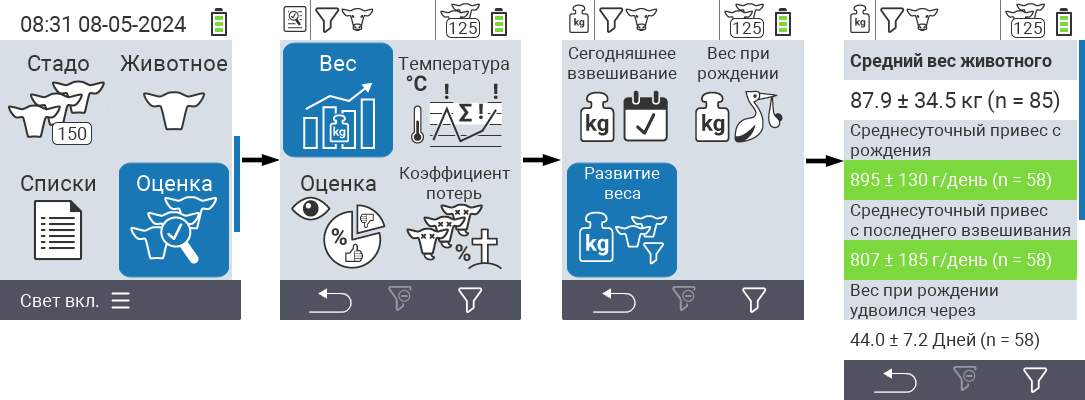 08:31 08-05-2024
Стадо
Животное
150
Списки
Оценка
Свет вкл.
125
Вес
Температура
°C
! !
Σ!
kg
Оценка
Коэффициент
потерь
%
%
kg
125
Сегодняшнее
взвешивание
Вес при
рождении
kg
kg
Развитие
веса
kg
kg
125
Средний вес животного
87.9 ± 34.5 кг (n = 85)
Среднесуточный привес с
рождения
895 ± 130 г/день (n = 58)
Среднесуточный привес
с последнего взвешивания
807 ± 185 г/день (n = 58)
Вес при рождении
удвоился через
44.0 ± 7.2 Дней (n = 58)